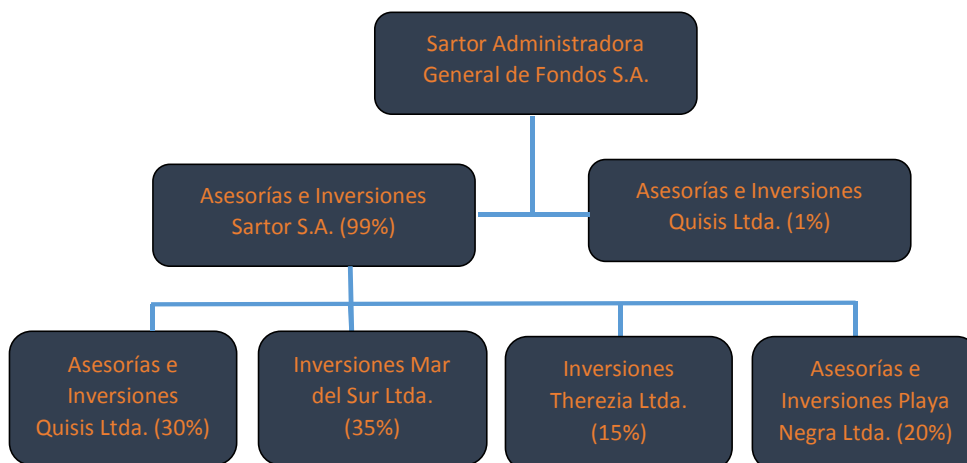 Sartor Administradora
General de Fondos S.A.
Asesorías e Inversiones
Sartor S.A. (99%)
Asesorías e Inversiones
Quisis Ltda. (1%)
Asesorías e
Inversiones
Quisis Ltda. (30%)
Inversiones Mar
del Sur Ltda.
(35%)
Inversiones
Therezia Ltda.
(15%)
Asesorías e
Inversiones Playa
Negra Ltda. (20%)